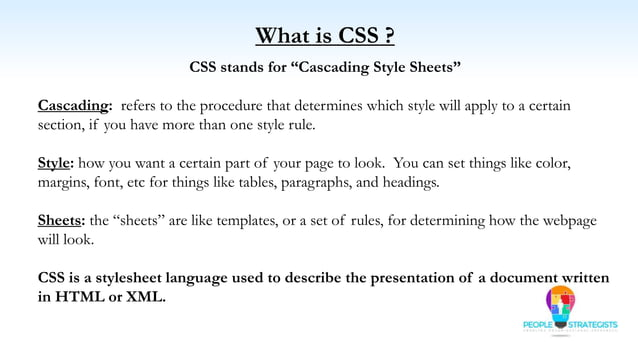 What is CSS ?
CSS stands for “Cascading Style Sheets”
Cascading: refers to the procedure that determines which style will apply to a certain
section, if you have more than one style rule.
Style: how you want a certain part of your page to look. You can set things like color,
margins, font, etc for things like tables, paragraphs, and headings.
Sheets: the “sheets” are like templates, or a set of rules, for determining how the webpage
will look.
CSS is a stylesheet language used to describe the presentation of a document written
in HTML or XML.
PEOPLE STRATEGISTS